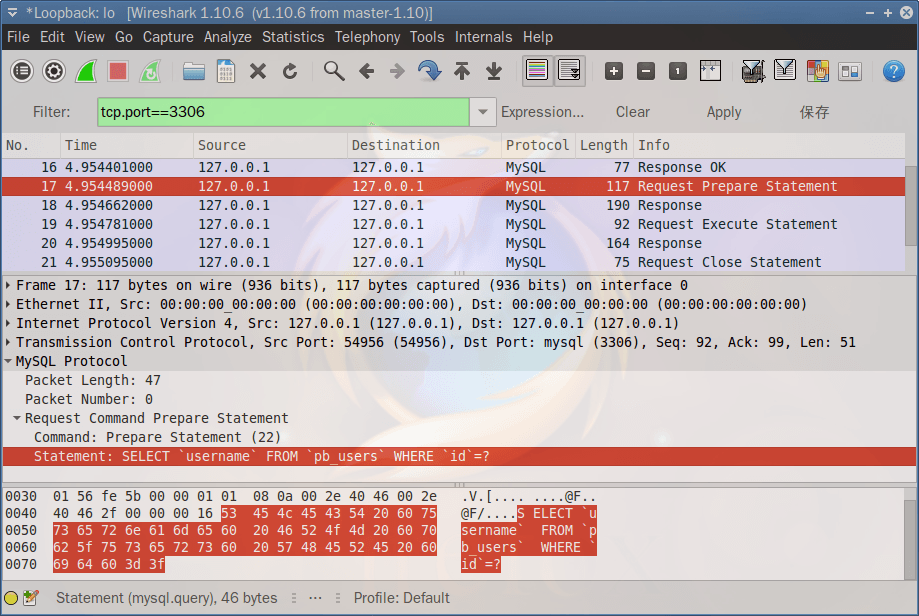 *Loopback: lo [Wireshark 1.10.6 (v1.10.6 from master-1.10)]
File Edit View Go Capture Analyze Statistics Telephony Tools Internals Help
Filter: tcp.port==3306 Expression... Clear Apply 保存
No. Time Source Destination Protocol Length Info
16 4.954401000 127.0.0.1 127.0.0.1 MySQL 77 Response OK
17 4.954489000 127.0.0.1 127.0.0.1 MySQL 117 Request Prepare Statement
18 4.954662000 127.0.0.1 127.0.0.1 MySQL 190 Response
19 4.954781000 127.0.0.1 127.0.0.1 MySQL 92 Request Execute Statement
20 4.954995000 127.0.0.1 127.0.0.1 MySQL 164 Response
21 4.955095000 127.0.0.1 127.0.0.1 MySQL 75 Request Close Statement
Frame 17: 117 bytes on wire (936 bits), 117 bytes captured (936 bits) on interface 0
Ethernet II, Src: 00:00:00_00:00:00 (00:00:00:00:00:00), Dst: 00:00:00_00:00:00 (00:00:00:00:00:00)
Internet Protocol Version 4, Src: 127.0.0.1 (127.0.0.1), Dst: 127.0.0.1 (127.0.0.1)
Transmission Control Protocol, Src Port: 54956 (54956), Dst Port: mysql (3306), Seq: 92, Ack: 99, Len: 51
MySQL Protocol
Packet Length: 47
Packet Number: 0
Request Command Prepare Statement
Command: Prepare Statement (22)
Statement: SELECT `username` FROM `pb_users` WHERE `id`=?
0030 01 56 fe 5b 00 00 01 01 08 0a 00 2e 40 46 00 2e .V.[.... ....@F..
0040 40 46 2f 00 00 00 16 53 45 4c 45 43 54 20 60 75 @F/....S ELECT `u
0050 73 65 72 6e 61 6d 65 60 20 46 52 4f 4d 20 60 70 sername` FROM `p
0060 62 5f 75 73 65 72 73 60 20 57 48 45 52 45 20 60 b_users` WHERE `
0070 69 64 60 3d 3f id`=?
Statement (mysql.query), 46 bytes ··· Profile: Default